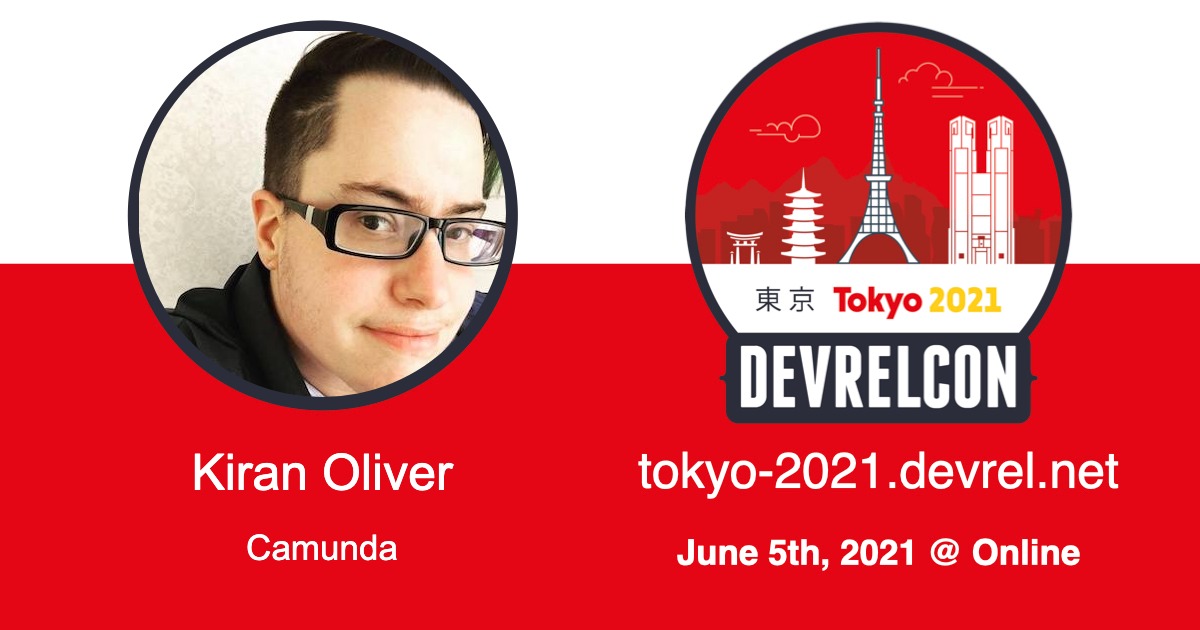 東京 Tokyo 2021
DEVRELCON
Kiran Oliver
Camunda
tokyo-2021.devrel.net
June 5th, 2021 @ Online